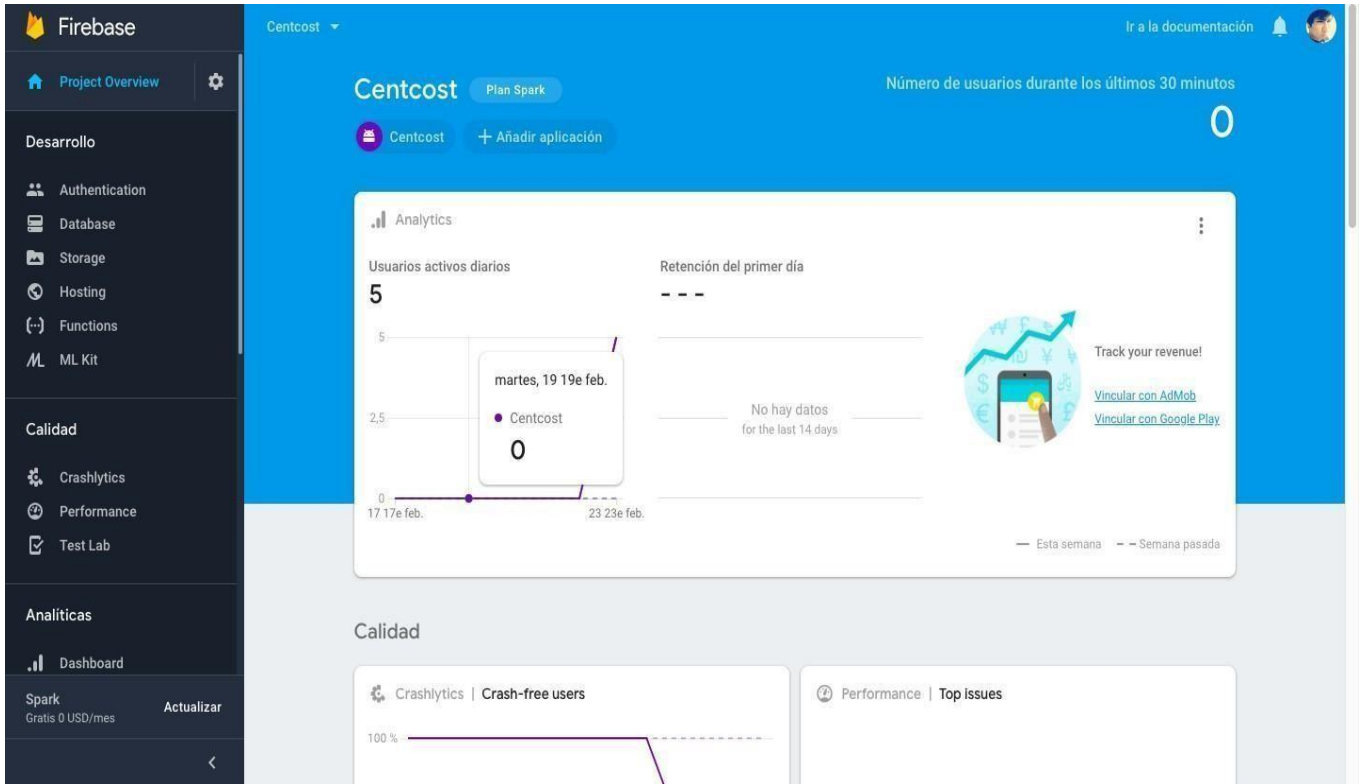 Firebase
Centcost
Ir a la documentación
Project Overview
Desarrollo
Authentication
Database
Storage
Hosting
Functions
ML Kit
Calidad
Crashlytics
Performance
Test Lab
Analíticas
Dashboard
Spark
Gratis 0 USD/mes
Actualizar
Centcost
Plan Spark
Número de usuarios durante los últimos 30 minutos
0
Centcost
+ Añadir aplicación
Analytics
Usuarios activos diarios
5
Retención del primer día
---
5
2,5
0
17 17e feb.
23 23e feb.
martes, 19 19e feb.
Centcost
0
No hay datos
for the last 14 days
Track your revenue!
Vincular con AdMob
Vincular con Google Play
Esta semana
Semana pasada
Calidad
Crashlytics | Crash-free users
100 %
Performance | Top issues